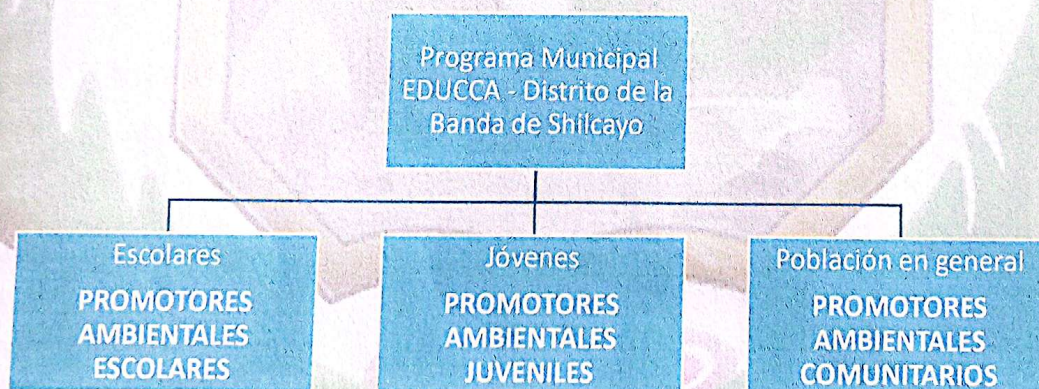 Programa Municipal
EDUCCA - Distrito de la
Banda de Shilcayo
Escolares
PROMOTORES
AMBIENTALES
ESCOLARES
Jóvenes
PROMOTORES
AMBIENTALES
JUVENILES
Población en general
PROMOTORES
AMBIENTALES
COMUNITARIOS